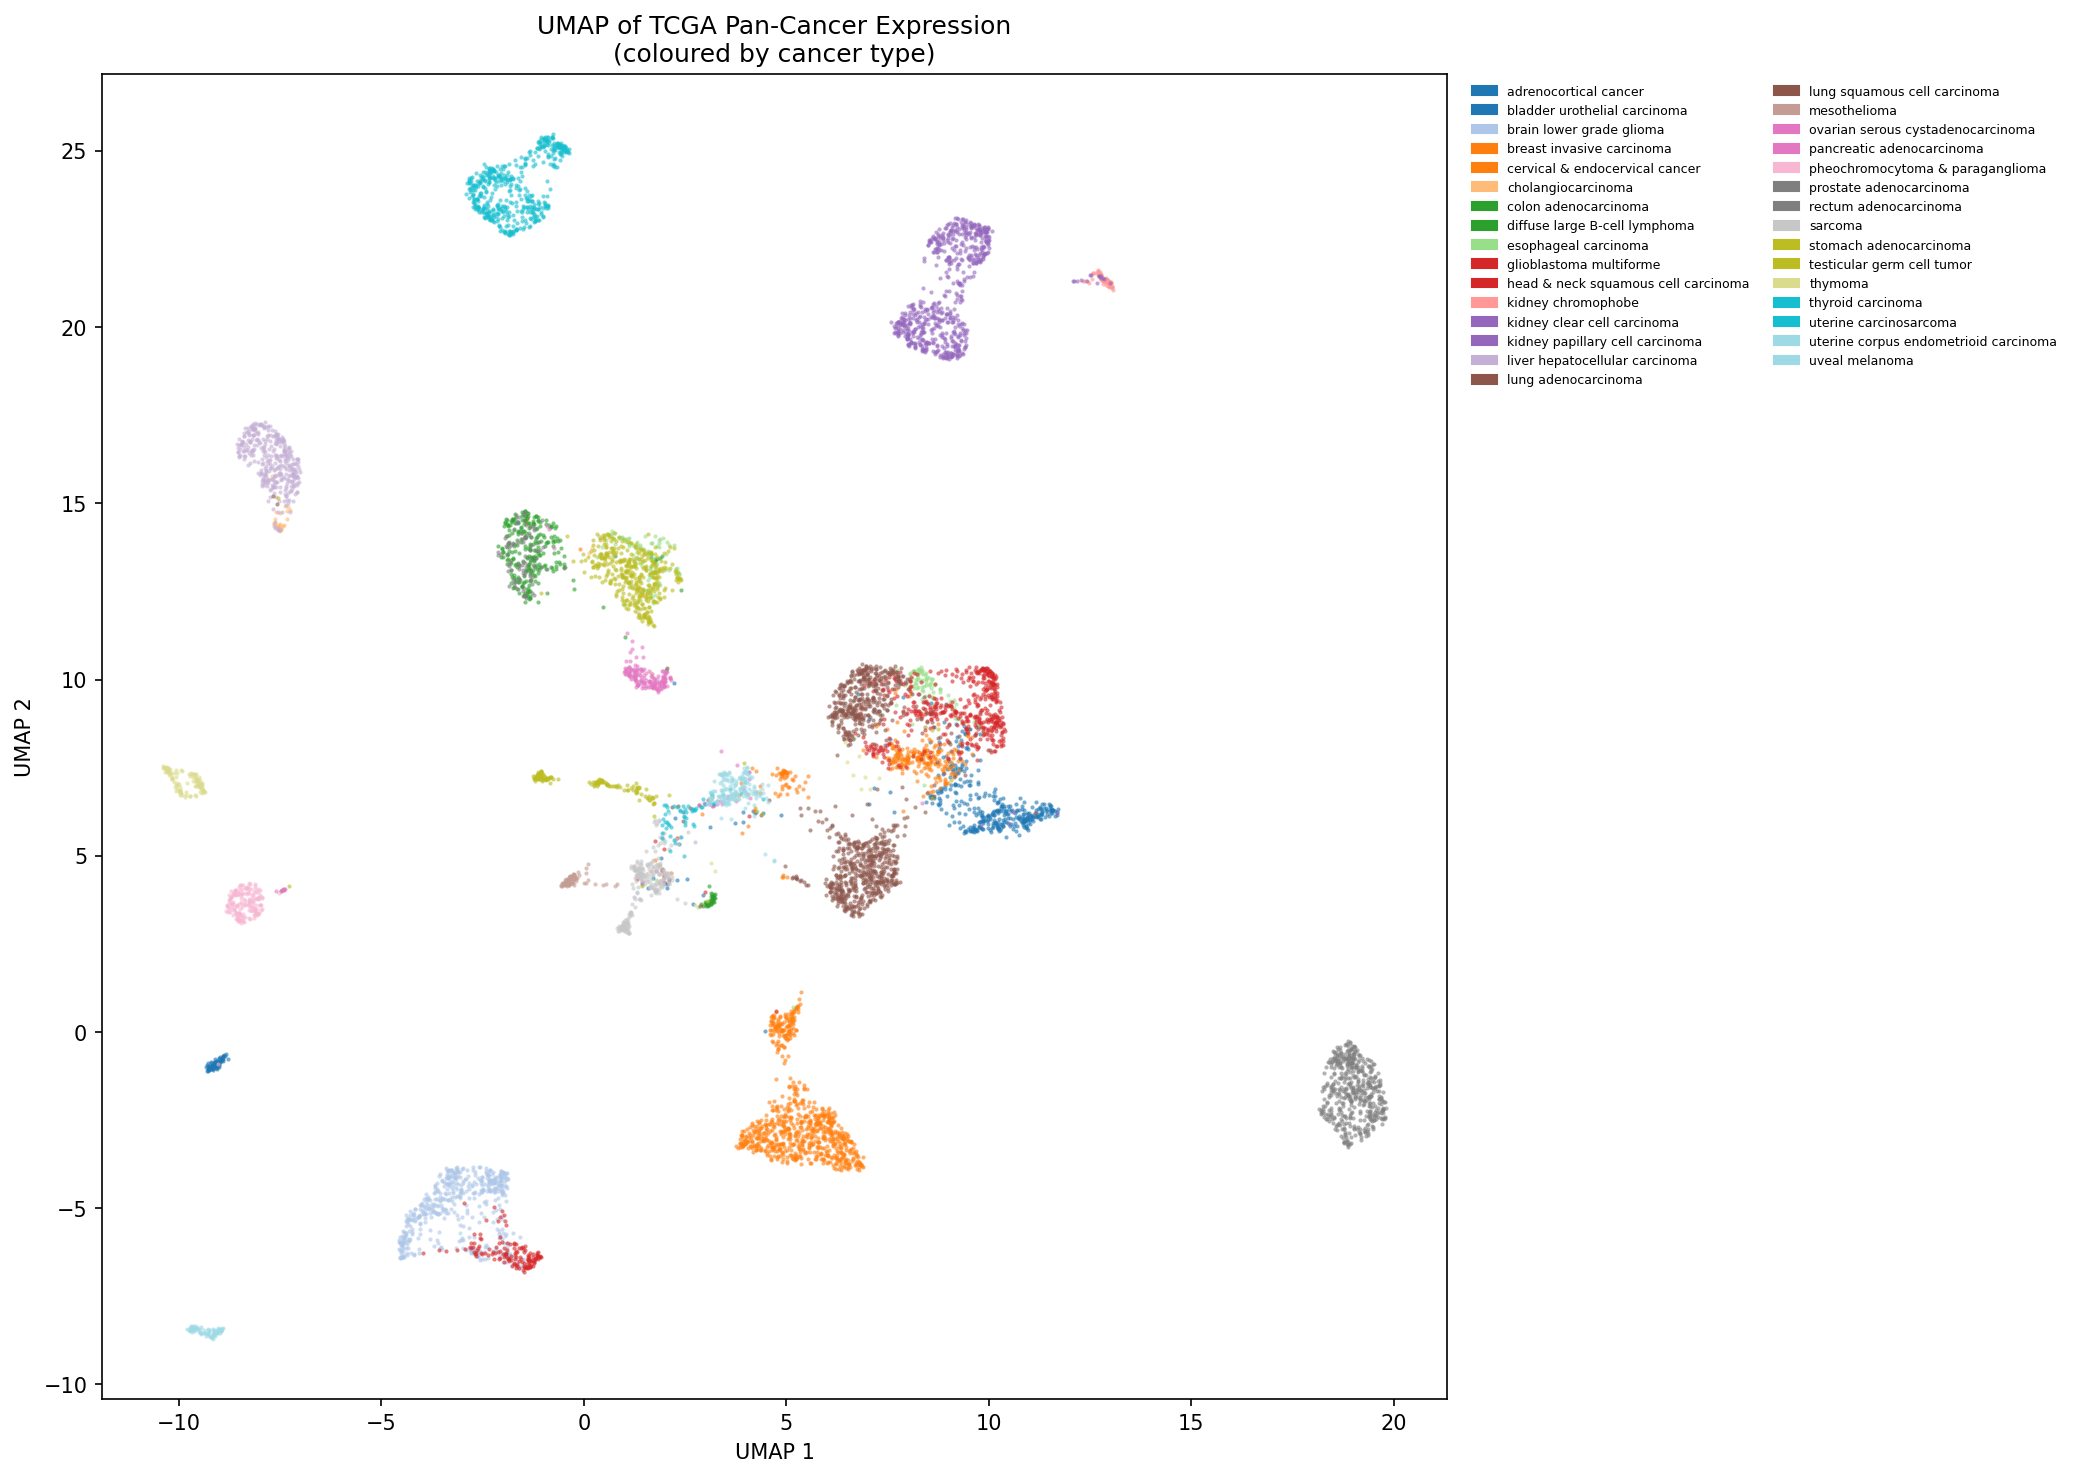 UMAP of TCGA Pan-Cancer Expression
(coloured by cancer type)
25
20
15
10
5
0
−5
−10
UMAP 2
−10
−5
0
5
10
15
20
UMAP 1
adrenocortical cancer
bladder urothelial carcinoma
brain lower grade glioma
breast invasive carcinoma
cervical & endocervical cancer
cholangiocarcinoma
colon adenocarcinoma
diffuse large B-cell lymphoma
esophageal carcinoma
glioblastoma multiforme
head & neck squamous cell carcinoma
kidney chromophobe
kidney clear cell carcinoma
kidney papillary cell carcinoma
liver hepatocellular carcinoma
lung adenocarcinoma
lung squamous cell carcinoma
mesothelioma
ovarian serous cystadenocarcinoma
pancreatic adenocarcinoma
pheochromocytoma & paraganglioma
prostate adenocarcinoma
rectum adenocarcinoma
sarcoma
stomach adenocarcinoma
testicular germ cell tumor
thymoma
thyroid carcinoma
uterine carcinosarcoma
uterine corpus endometrioid carcinoma
uveal melanoma